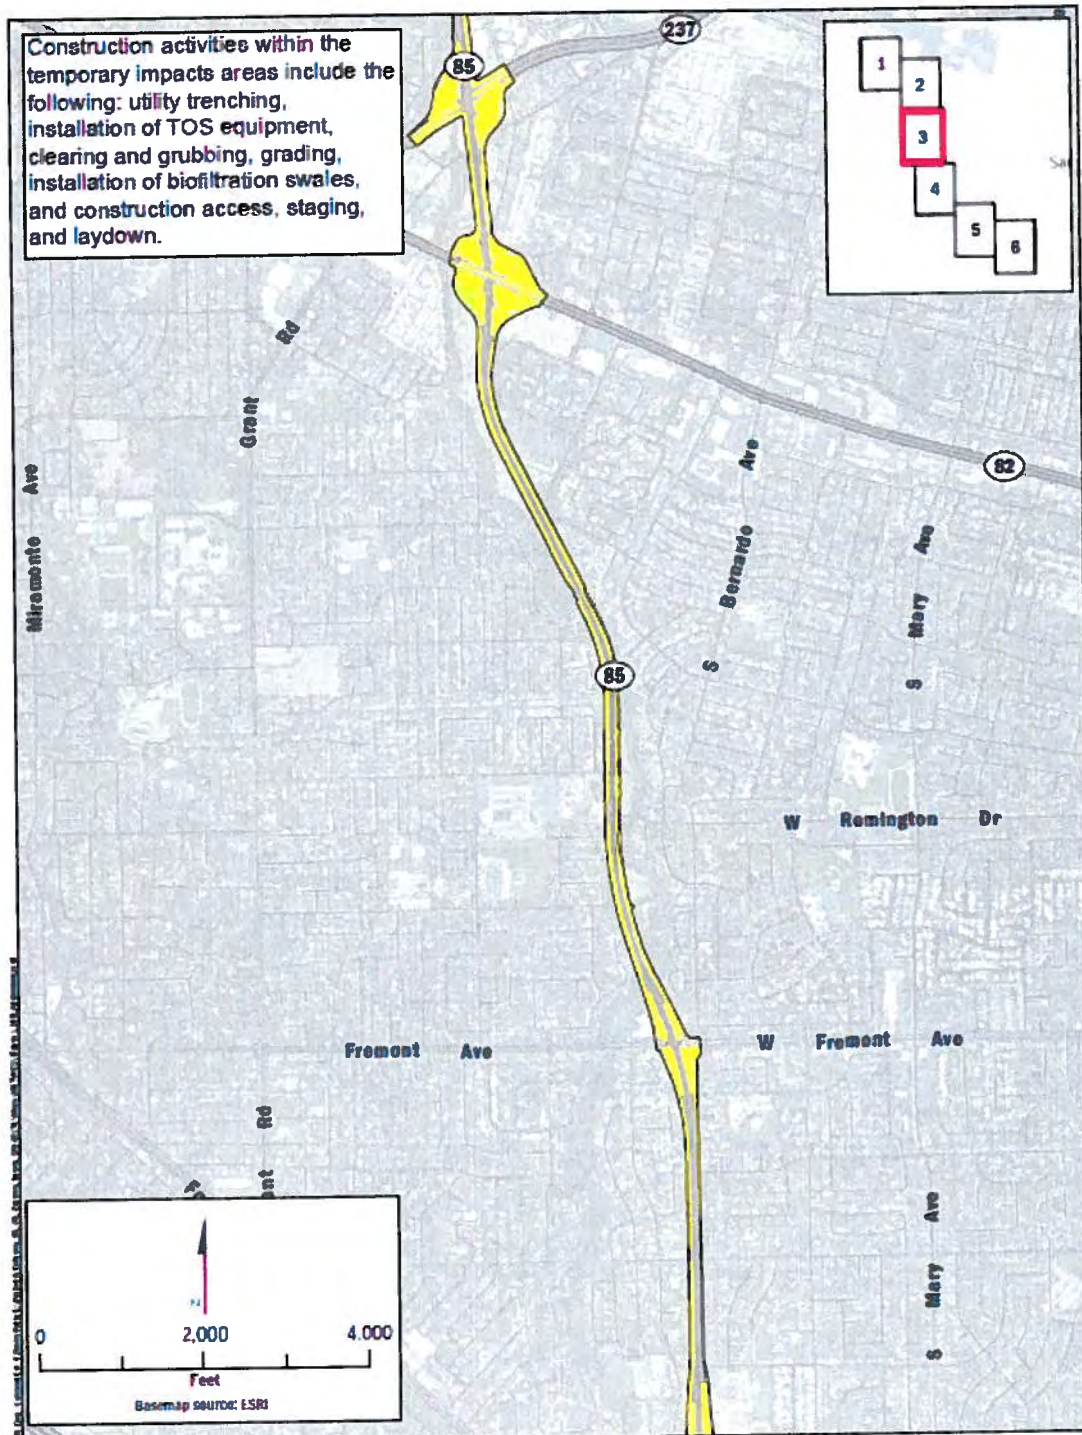 Construction activities within the
temporary impacts areas include the
following: utility trenching,
installation of TOS equipment,
clearing and grubbing, grading,
installation of biofiltration swales,
and construction access, staging,
and laydown.
237
85
1
2
3
4
5
6
Grant Rd
Miramonte Ave
82
S Bernardo Ave
S Mary Ave
85
W Remington Dr
Fremont Ave
W Fremont Ave
Rd
S Mary Ave
0 2,000 4,000
Feet
Basemap source: ESRI